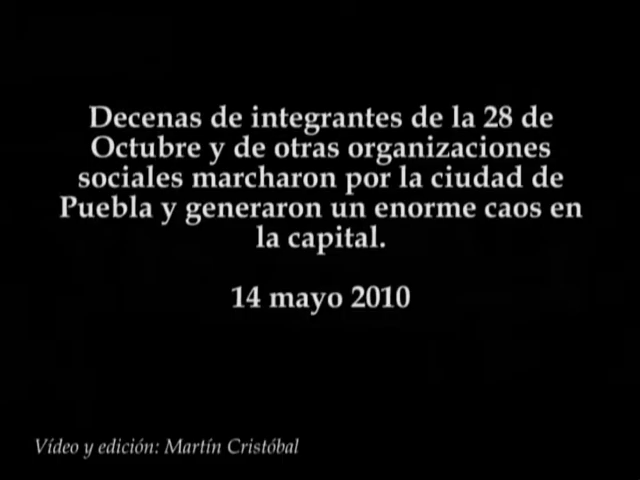 Decenas de integrantes de la 28 de
Octubre y de otras organizaciones
sociales marcharon por la ciudad de
Puebla y generaron un enorme caos en
la capital.
14 mayo 2010
Vídeo y edición: Martín Cristóbal